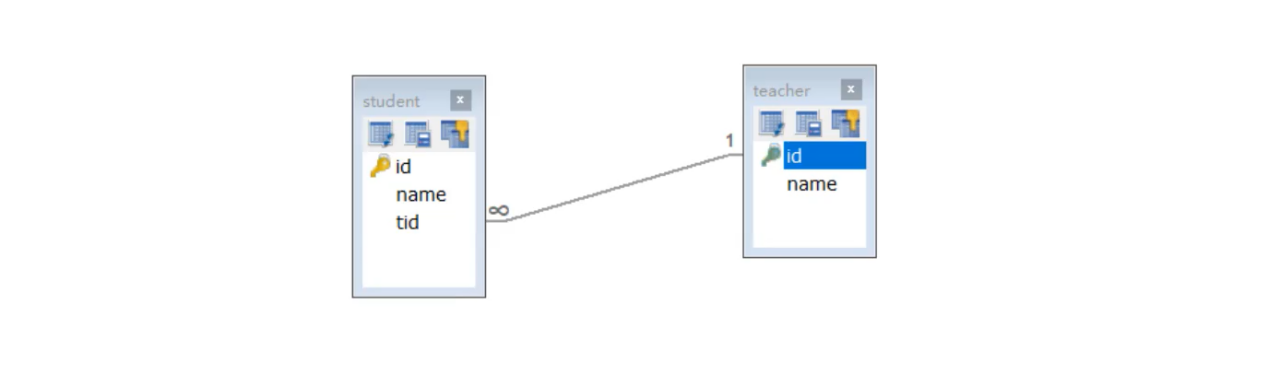 student
x
id
name
tid
∞
1
teacher
x
id
name